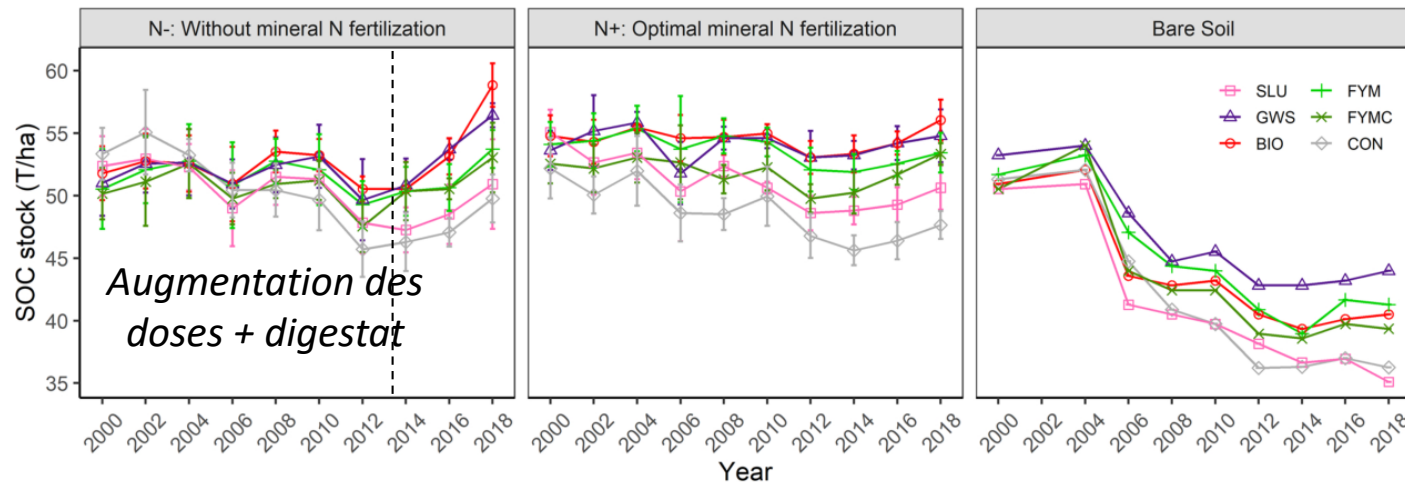 N-: Without mineral N fertilization
N+: Optimal mineral N fertilization
Bare Soil
SOC stock (T/ha)
60
55
50
45
40
35
SLU
FYM
GWS
FYMC
BIO
CON
Augmentation des
doses + digestat
2000 2002 2004 2006 2008 2010 2012 2014 2016 2018
2000 2002 2004 2006 2008 2010 2012 2014 2016 2018
2000 2002 2004 2006 2008 2010 2012 2014 2016 2018
Year